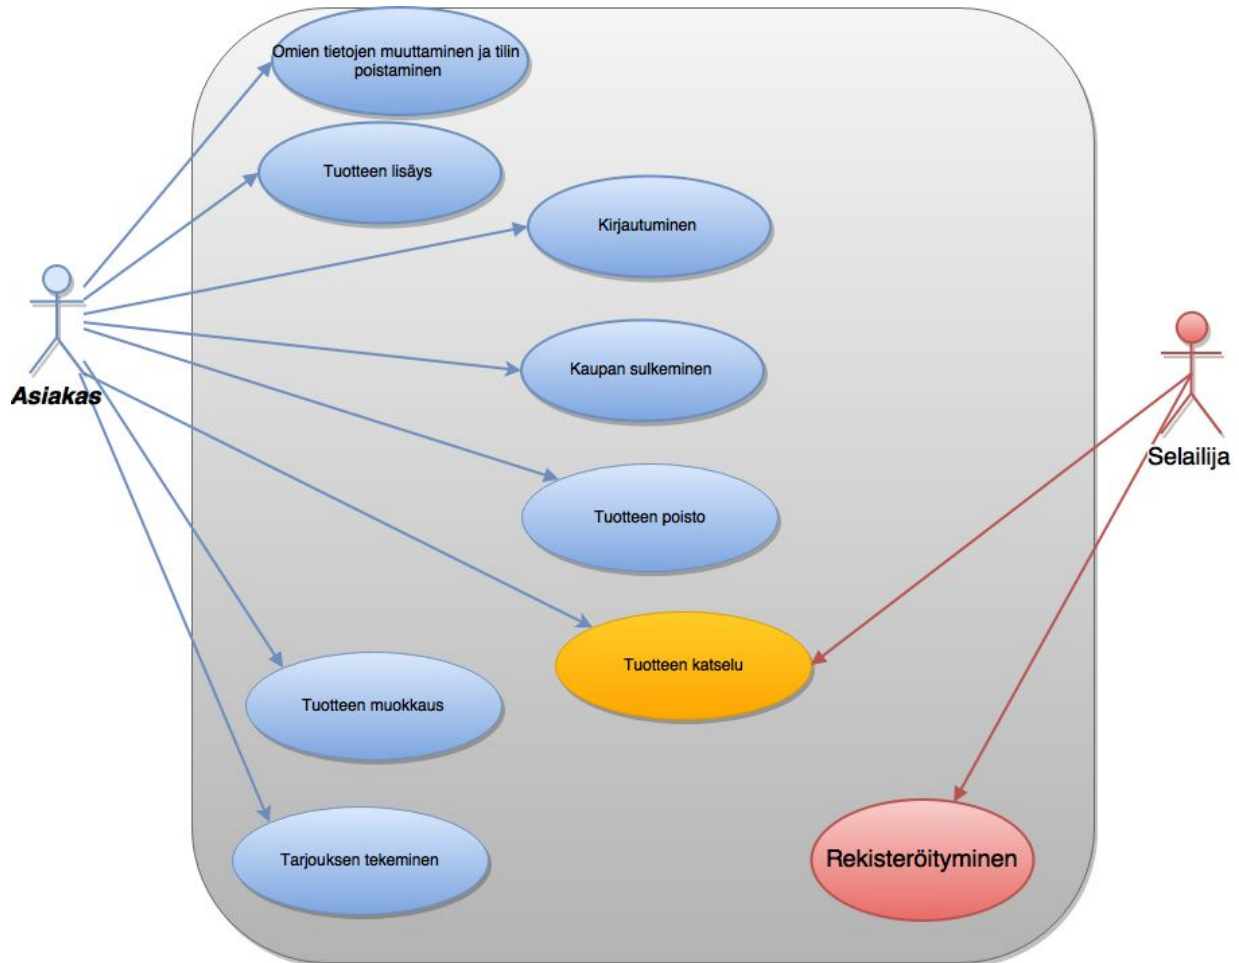 Omien tietojen muuttaminen ja tilin
poistaminen
Tuotteen lisäys
Kirjautuminen
Kaupan sulkeminen
Asiakas
Selailija
Tuotteen poisto
Tuotteen katselu
Tuotteen muokkaus
Tarjouksen tekeminen
Rekisteröityminen